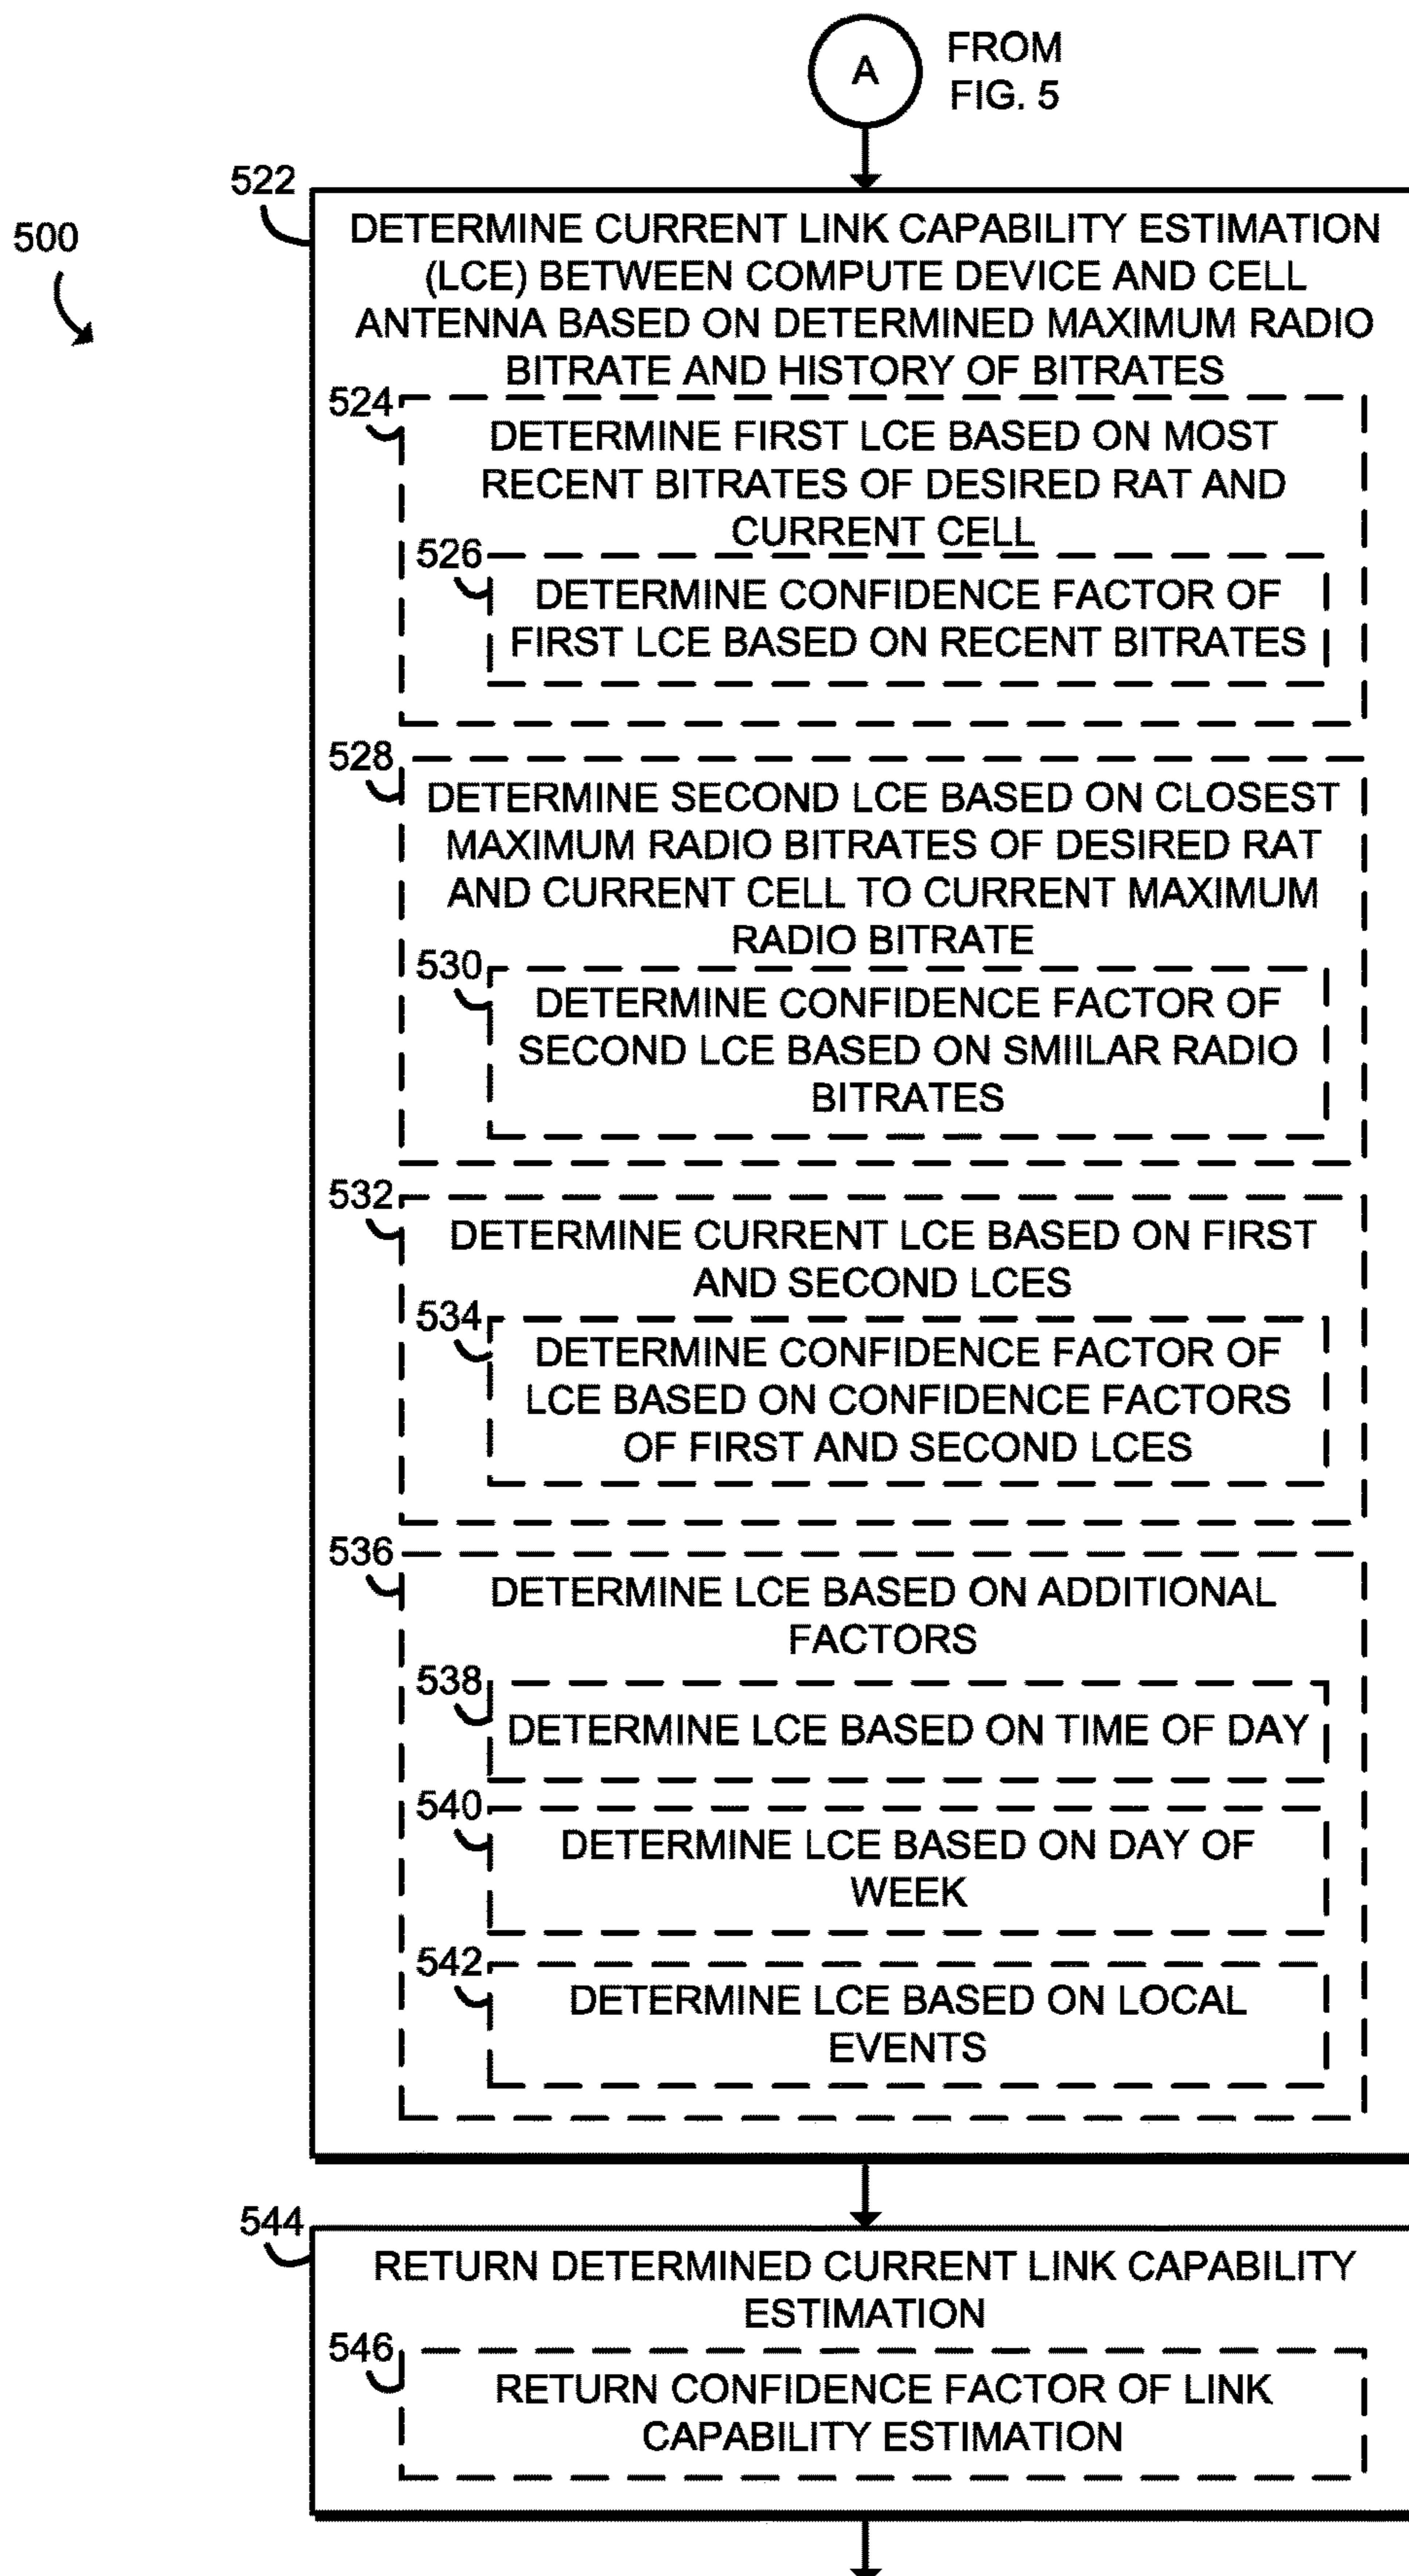 A
FROM
FIG. 5
500
522
DETERMINE CURRENT LINK CAPABILITY ESTIMATION
(LCE) BETWEEN COMPUTE DEVICE AND CELL
ANTENNA BASED ON DETERMINED MAXIMUM RADIO
BITRATE AND HISTORY OF BITRATES
524
DETERMINE FIRST LCE BASED ON MOST
RECENT BITRATES OF DESIRED RAT AND
CURRENT CELL
526
DETERMINE CONFIDENCE FACTOR OF
FIRST LCE BASED ON RECENT BITRATES
528
DETERMINE SECOND LCE BASED ON CLOSEST
MAXIMUM RADIO BITRATES OF DESIRED RAT
AND CURRENT CELL TO CURRENT MAXIMUM
RADIO BITRATE
530
DETERMINE CONFIDENCE FACTOR OF
SECOND LCE BASED ON SMIILAR RADIO
BITRATES
532
DETERMINE CURRENT LCE BASED ON FIRST
AND SECOND LCES
534
DETERMINE CONFIDENCE FACTOR OF
LCE BASED ON CONFIDENCE FACTORS
OF FIRST AND SECOND LCES
536
DETERMINE LCE BASED ON ADDITIONAL
FACTORS
538
DETERMINE LCE BASED ON TIME OF DAY
540
DETERMINE LCE BASED ON DAY OF
WEEK
542
DETERMINE LCE BASED ON LOCAL
EVENTS
544
RETURN DETERMINED CURRENT LINK CAPABILITY
ESTIMATION
546
RETURN CONFIDENCE FACTOR OF LINK
CAPABILITY ESTIMATION